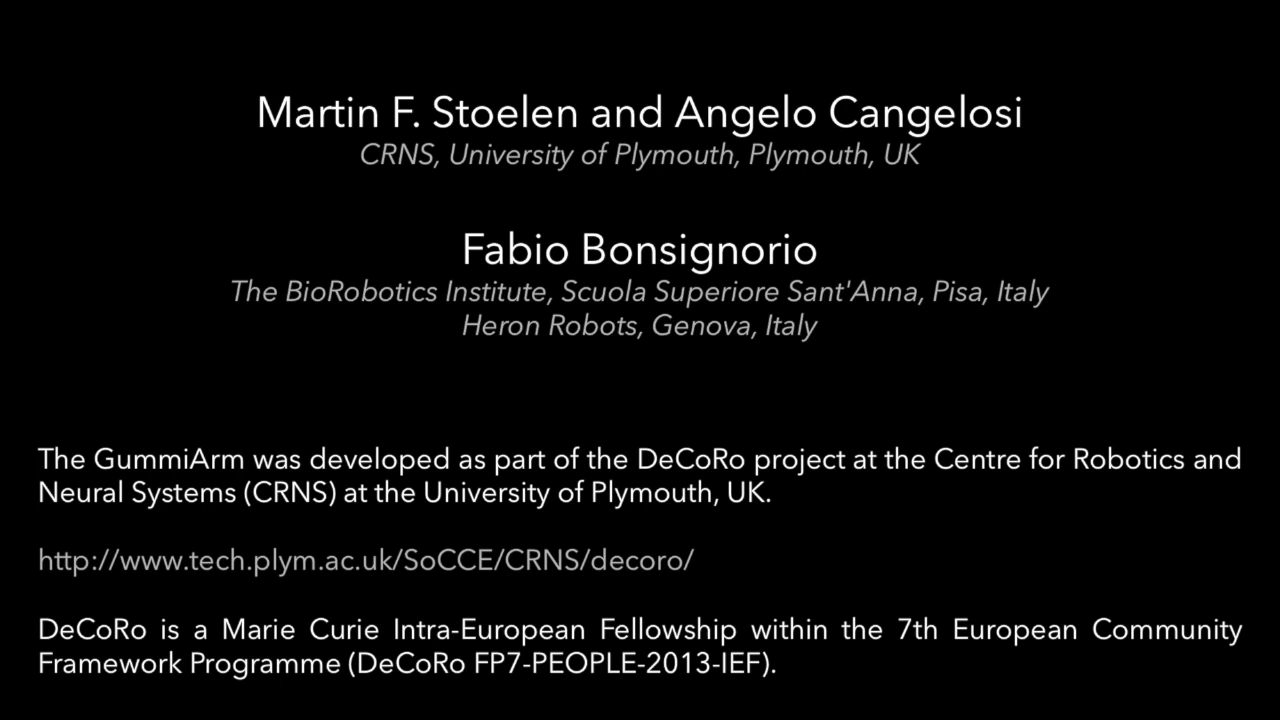 Martin F. Stoelen and Angelo Cangelosi
CRNS, University of Plymouth, Plymouth, UK
Fabio Bonsignorio
The BioRobotics Institute, Scuola Superiore Sant'Anna, Pisa, Italy
Heron Robots, Genova, Italy
The GummiArm was developed as part of the DeCoRo project at the Centre for Robotics and
Neural Systems (CRNS) at the University of Plymouth, UK.
http://www.tech.plym.ac.uk/SoCCE/CRNS/decoro/
DeCoRo is a Marie Curie Intra-European Fellowship within the 7th European Community
Framework Programme (DeCoRo FP7-PEOPLE-2013-IEF).